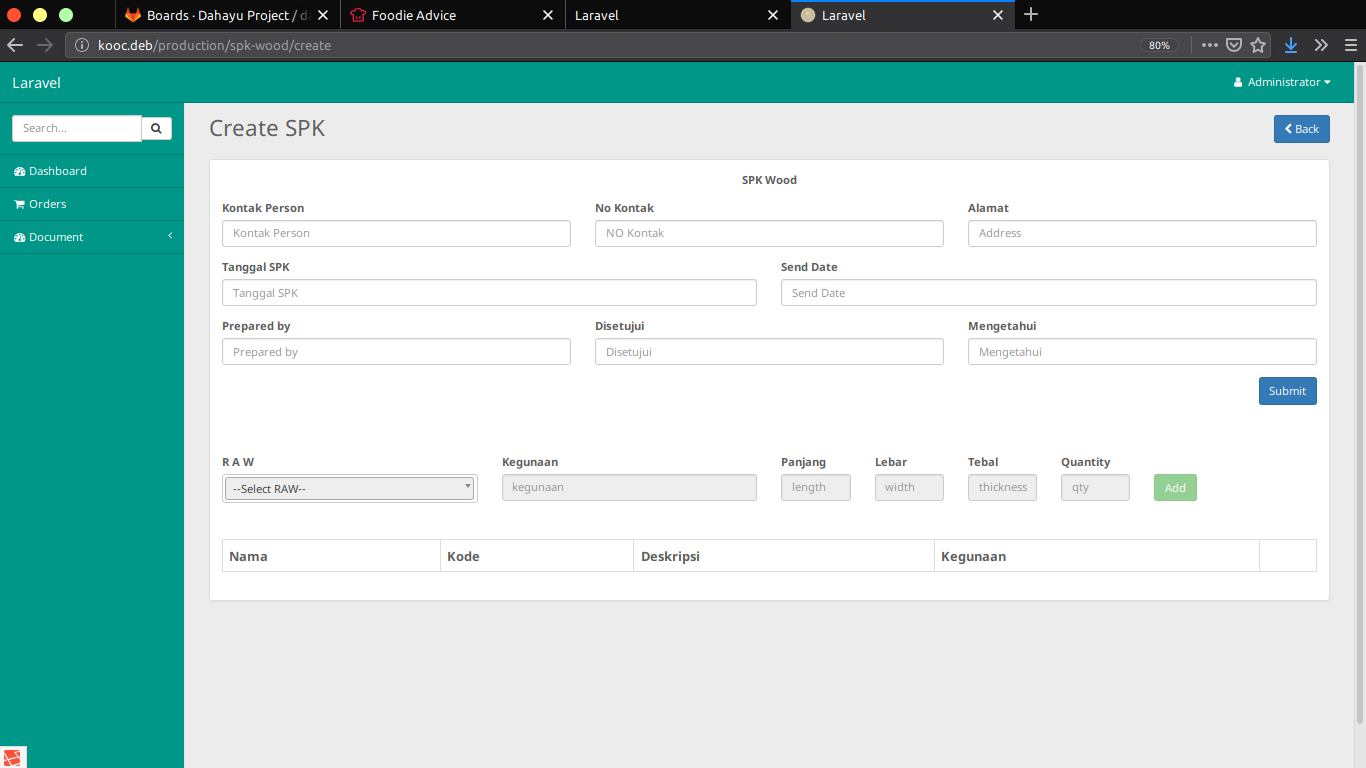 Boards · Dahayu Project / da
Foodie Advice
Laravel
Laravel
kooc.deb/production/spk-wood/create
80%
Laravel
Administrator
Search...
Dashboard
Orders
Document
Create SPK
Back
SPK Wood
Kontak Person
No Kontak
Alamat
Kontak Person
NO Kontak
Address
Tanggal SPK
Send Date
Tanggal SPK
Send Date
Prepared by
Disetujui
Mengetahui
Prepared by
Disetujui
Mengetahui
Submit
R A W
Kegunaan
Panjang
Lebar
Tebal
Quantity
--Select RAW--
kegunaan
length
width
thickness
qty
Add
Nama
Kode
Deskripsi
Kegunaan